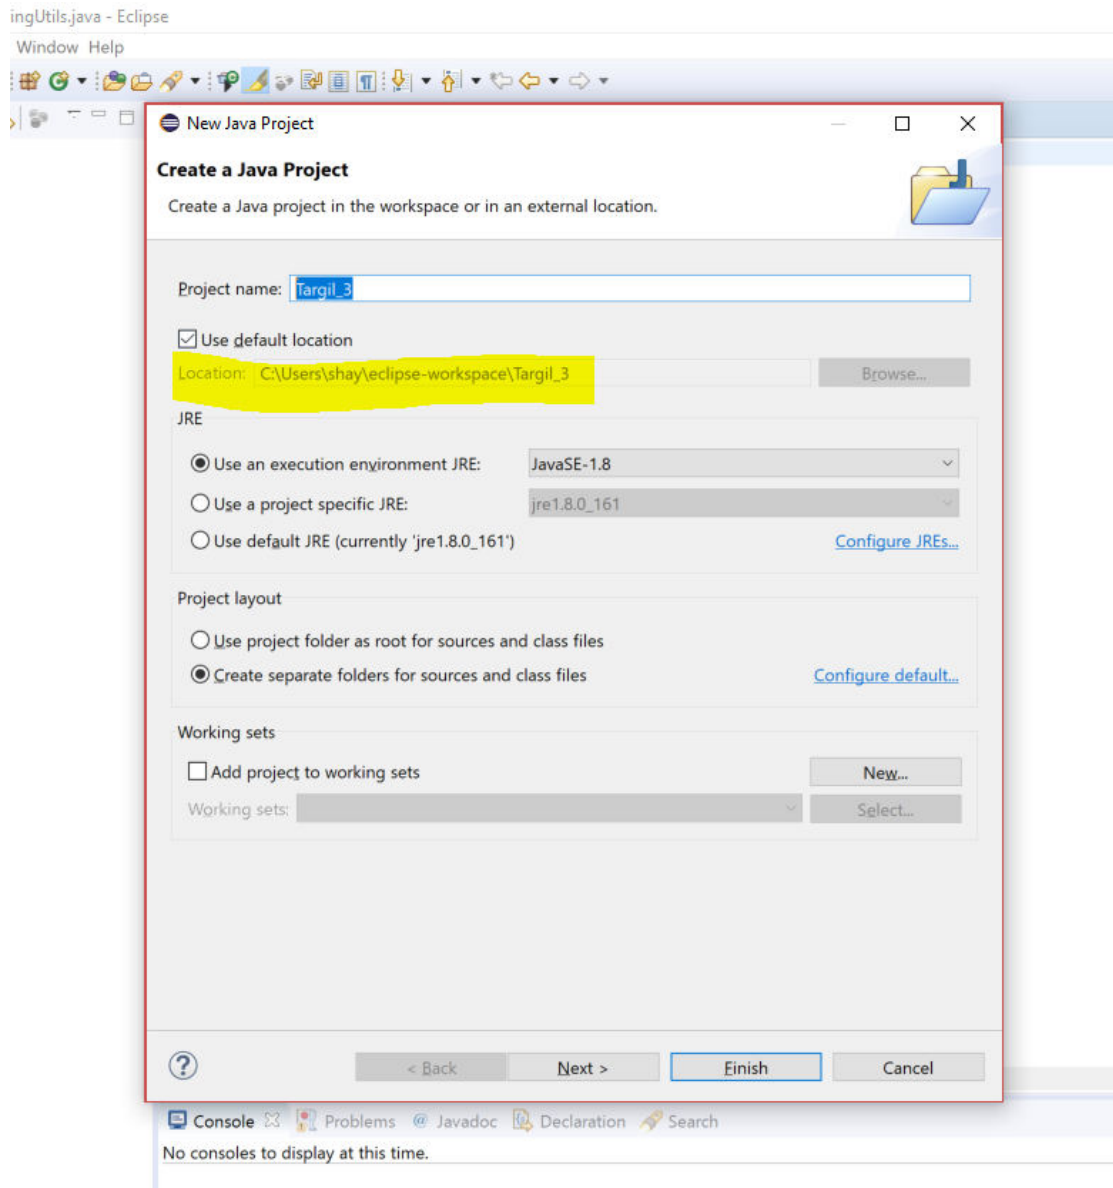 ingUtils.java - Eclipse
Window Help
New Java Project
Create a Java Project
Create a Java project in the workspace or in an external location.
Project name: Targil_3
Use default location
Location: C:\Users\shay\eclipse-workspace\Targil_3 Browse...
JRE
Use an execution environment JRE: JavaSE-1.8
Use a project specific JRE: jre1.8.0_161
Use default JRE (currently 'jre1.8.0_161') Configure JREs...
Project layout
Use project folder as root for sources and class files
Create separate folders for sources and class files Configure default...
Working sets
Add project to working sets New...
Working sets: Select...
? < Back Next > Finish Cancel
Console Problems @ Javadoc Declaration Search
No consoles to display at this time.